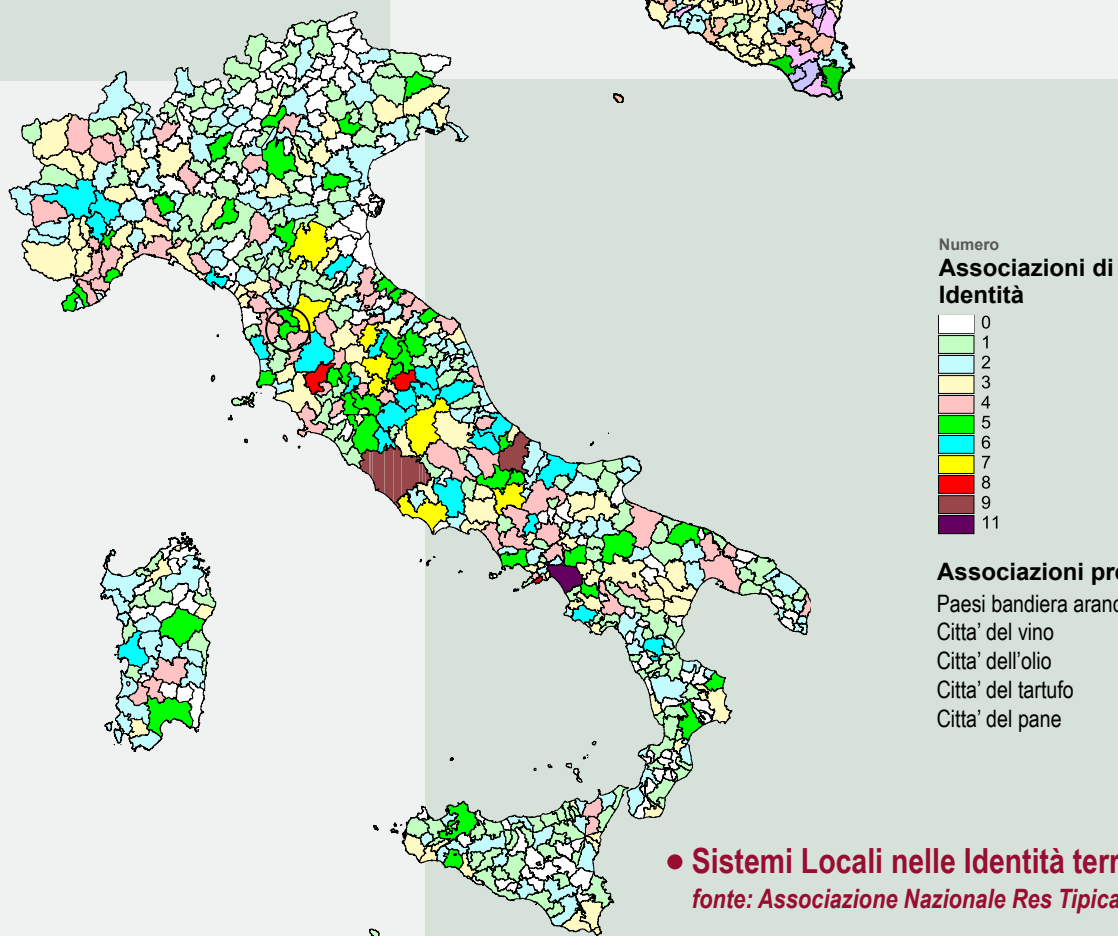 Numero
Associazioni di
Identità
0
1
2
3
4
5
6
7
8
9
11
Associazioni pro
Paesi bandiera aranc
Citta' del vino
Citta' dell'olio
Citta' del tartufo
Citta' del pane
• Sistemi Locali nelle Identità terr
fonte: Associazione Nazionale Res Tipica